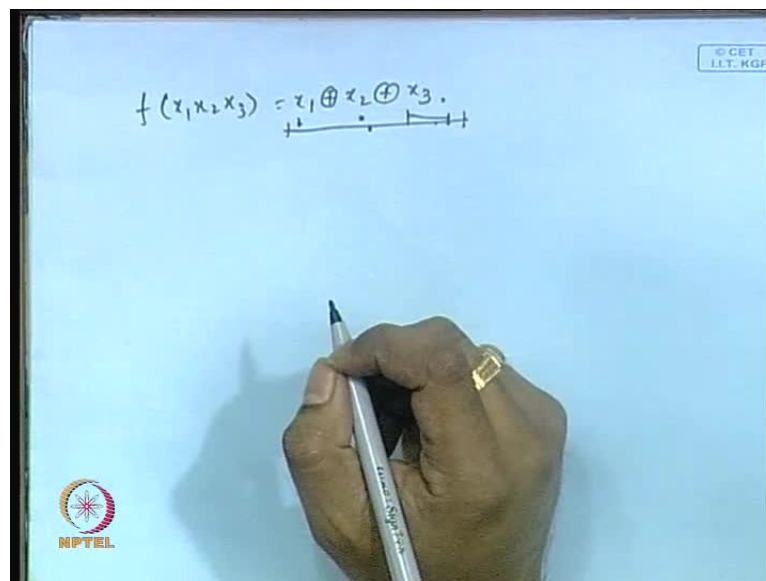 © CET
I.I.T. KGP
f (x₁x₂x₃) = x₁ ⊕ x₂ ⊕ x₃.
NPTEL